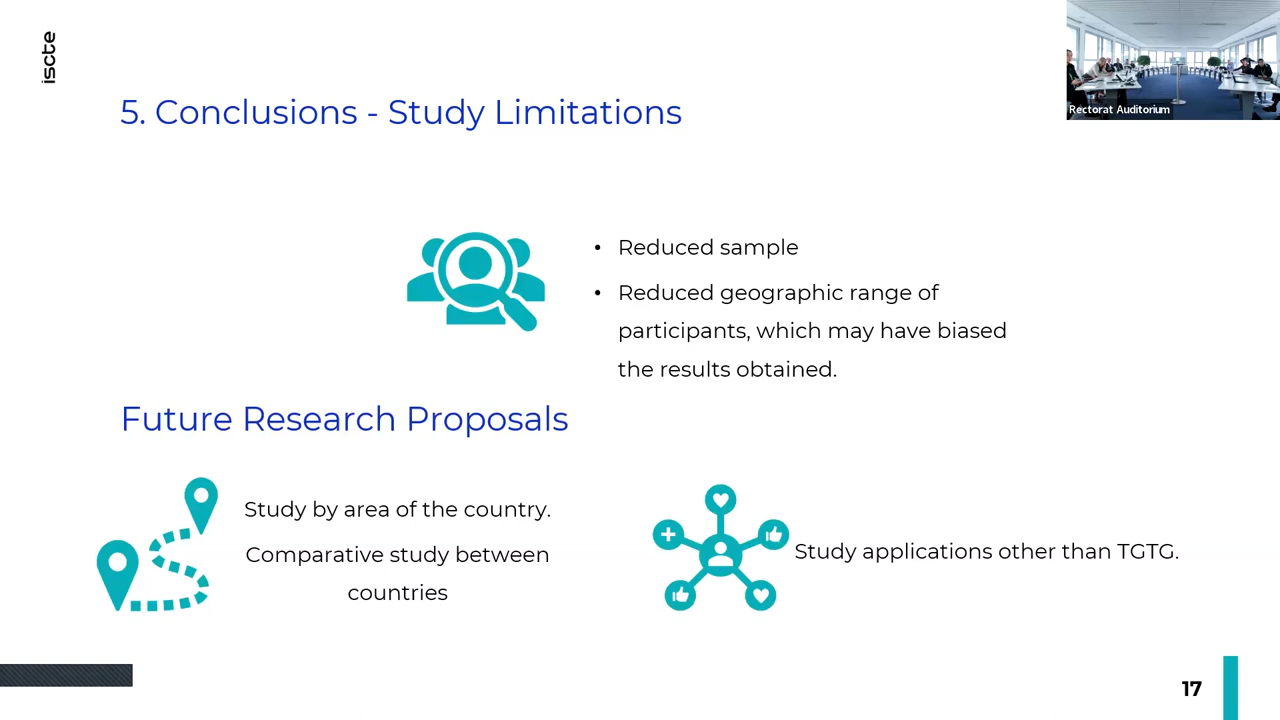 iscte
Rectorat Auditorium
5. Conclusions - Study Limitations
• Reduced sample
• Reduced geographic range of
participants, which may have biased
the results obtained.
Future Research Proposals
Study by area of the country.
Comparative study between
countries
Study applications other than TGTG.
17